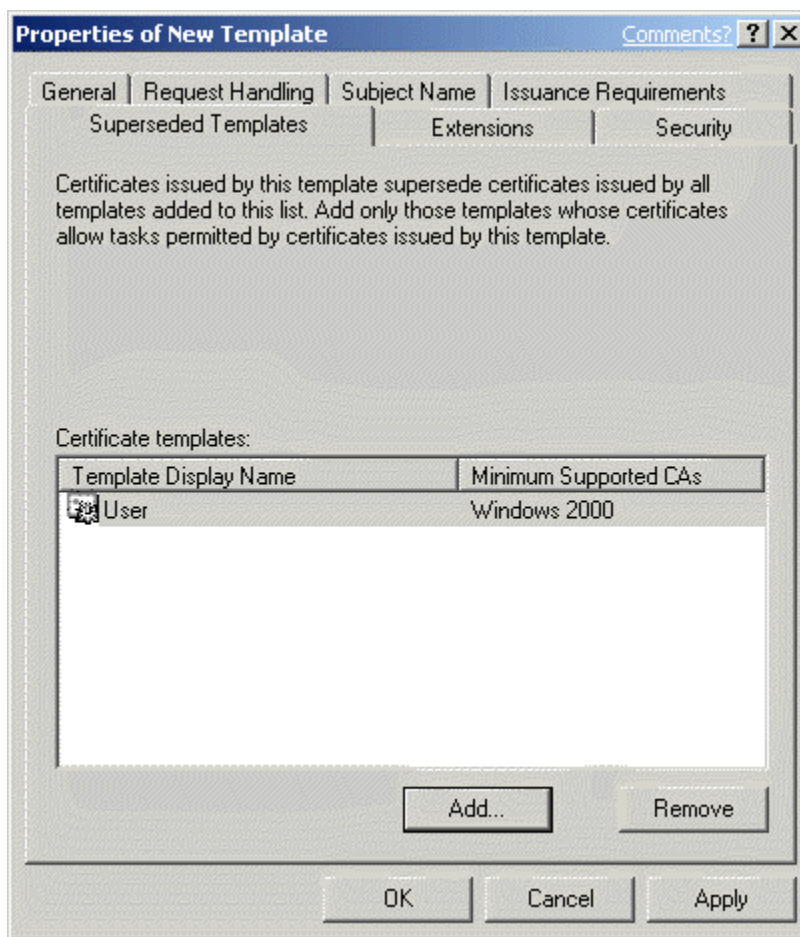 Properties of New Template Comments? ?
General Request Handling Subject Name Issuance Requirements
Superseded Templates Extensions Security
Certificates issued by this template supersede certificates issued by all
templates added to this list. Add only those templates whose certificates
allow tasks permitted by certificates issued by this template.
Certificate templates:
Template Display Name Minimum Supported CAs
User Windows 2000
Add... Remove
OK Cancel Apply